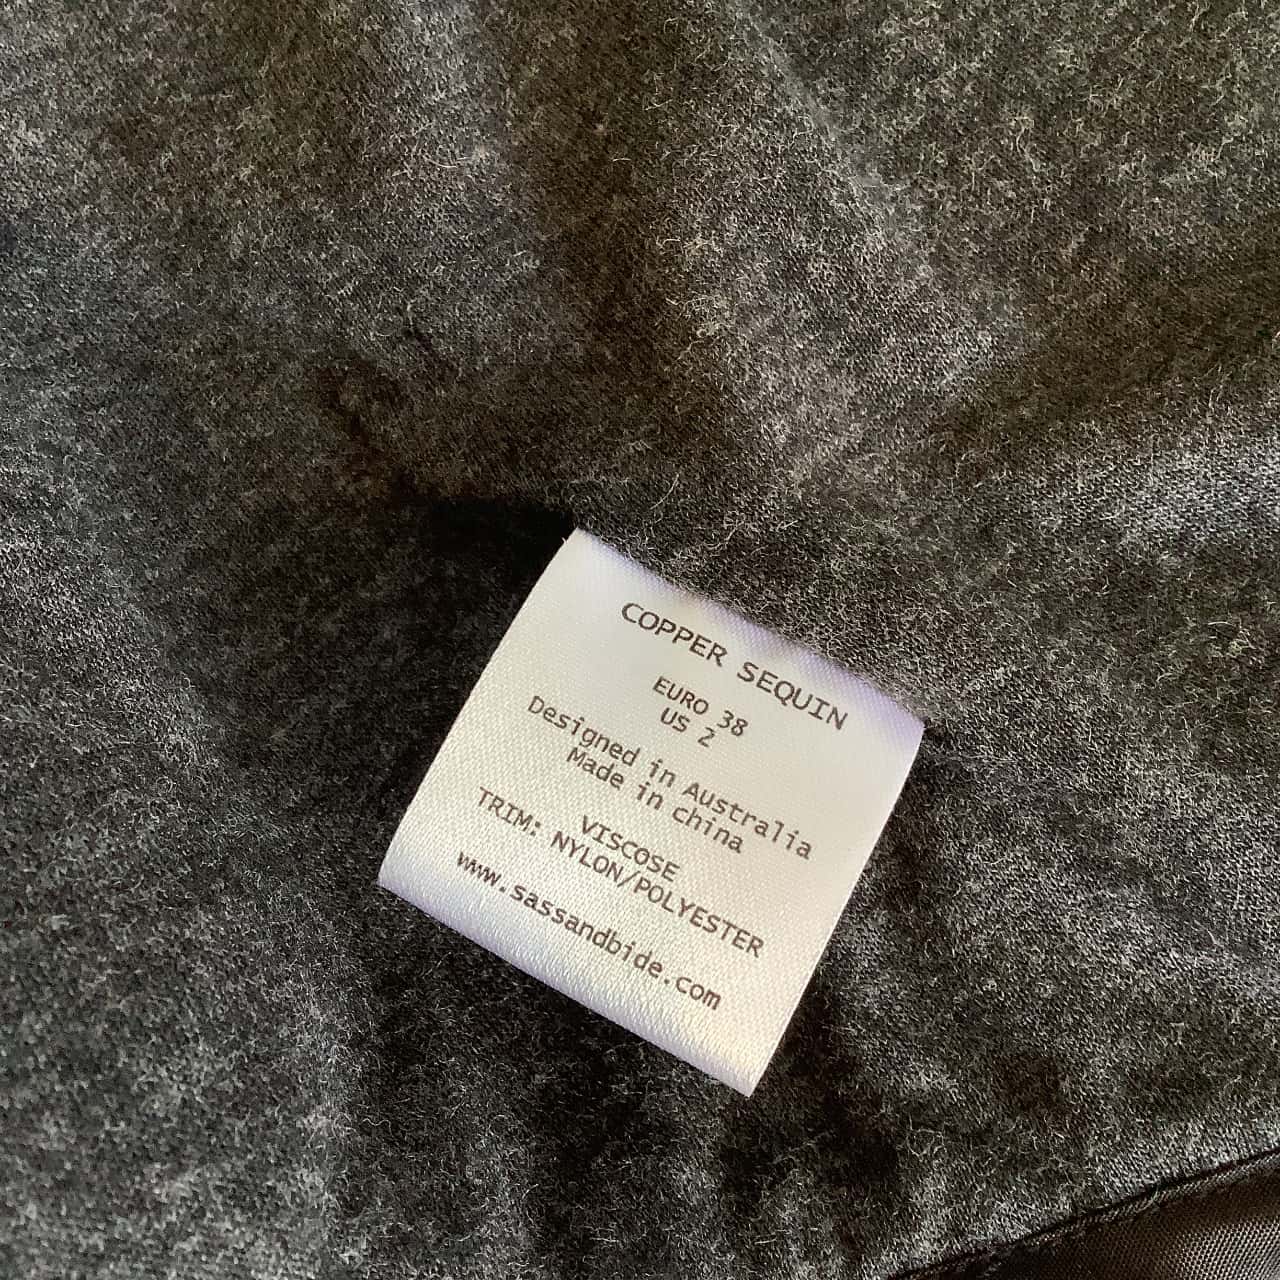 COPPER SEQUIN
EURO 38
US 2
Designed in Australia
Made in china
VISCOSE
TRIM: NYLON/POLYESTER
www.sassandbide.com